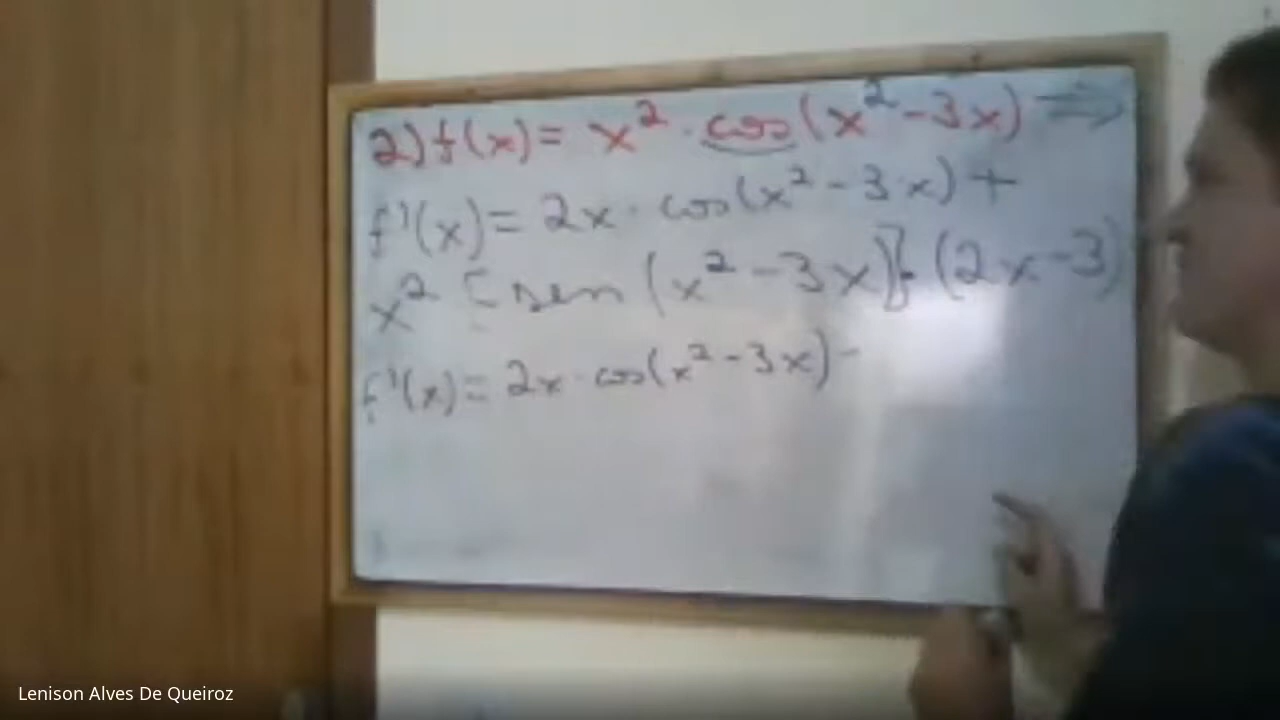 2) f(x) = x² · cos(x² - 3x) ⇒
f'(x) = 2x · cos(x² - 3x) +
x² [-sen (x² - 3x)] · (2x - 3)
f'(x) = 2x · cos(x² - 3x) -
Lenison Alves De Queiroz